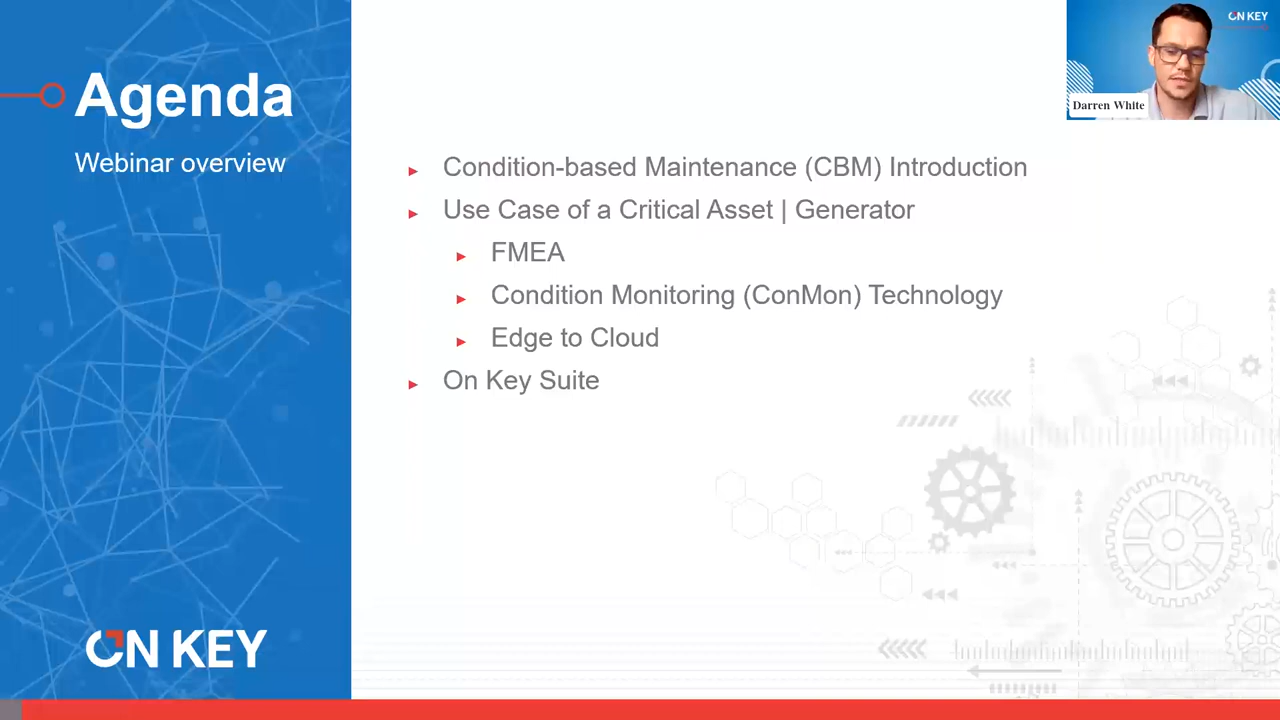 Agenda
Webinar overview
Condition-based Maintenance (CBM) Introduction
Use Case of a Critical Asset | Generator
FMEA
Condition Monitoring (ConMon) Technology
Edge to Cloud
On Key Suite
ON KEY
ON KEY
Darren White